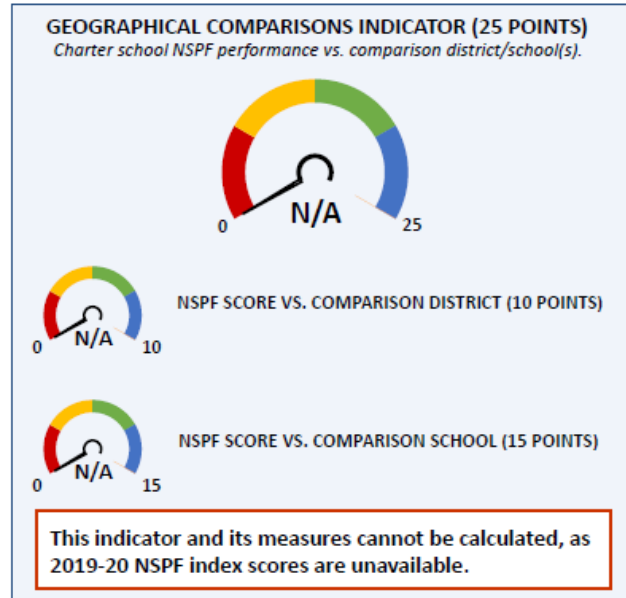 GEOGRAPHICAL COMPARISONS INDICATOR (25 POINTS)
Charter school NSPF performance vs. comparison district/school(s).
N/A
0
25
NSPF SCORE VS. COMPARISON DISTRICT (10 POINTS)
N/A
0
10
NSPF SCORE VS. COMPARISON SCHOOL (15 POINTS)
N/A
0
15
This indicator and its measures cannot be calculated, as
2019-20 NSPF index scores are unavailable.